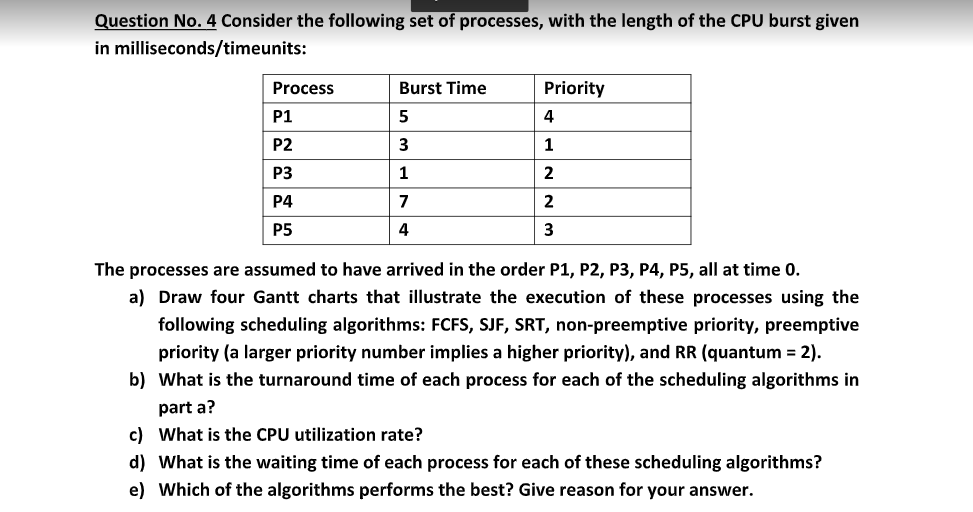 Question No. 4 Consider the following set of processes, with the length of the CPU burst given
in milliseconds/timeunits:
Process Burst Time Priority
P1 5 4
P2 3 1
P3 1 2
P4 7 2
P5 4 3
The processes are assumed to have arrived in the order P1, P2, P3, P4, P5, all at time 0.
a) Draw four Gantt charts that illustrate the execution of these processes using the
following scheduling algorithms: FCFS, SJF, SRT, non-preemptive priority, preemptive
priority (a larger priority number implies a higher priority), and RR (quantum = 2).
b) What is the turnaround time of each process for each of the scheduling algorithms in
part a?
c) What is the CPU utilization rate?
d) What is the waiting time of each process for each of these scheduling algorithms?
e) Which of the algorithms performs the best? Give reason for your answer.